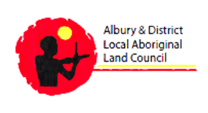 Albury & District
Local Aboriginal
Land Council